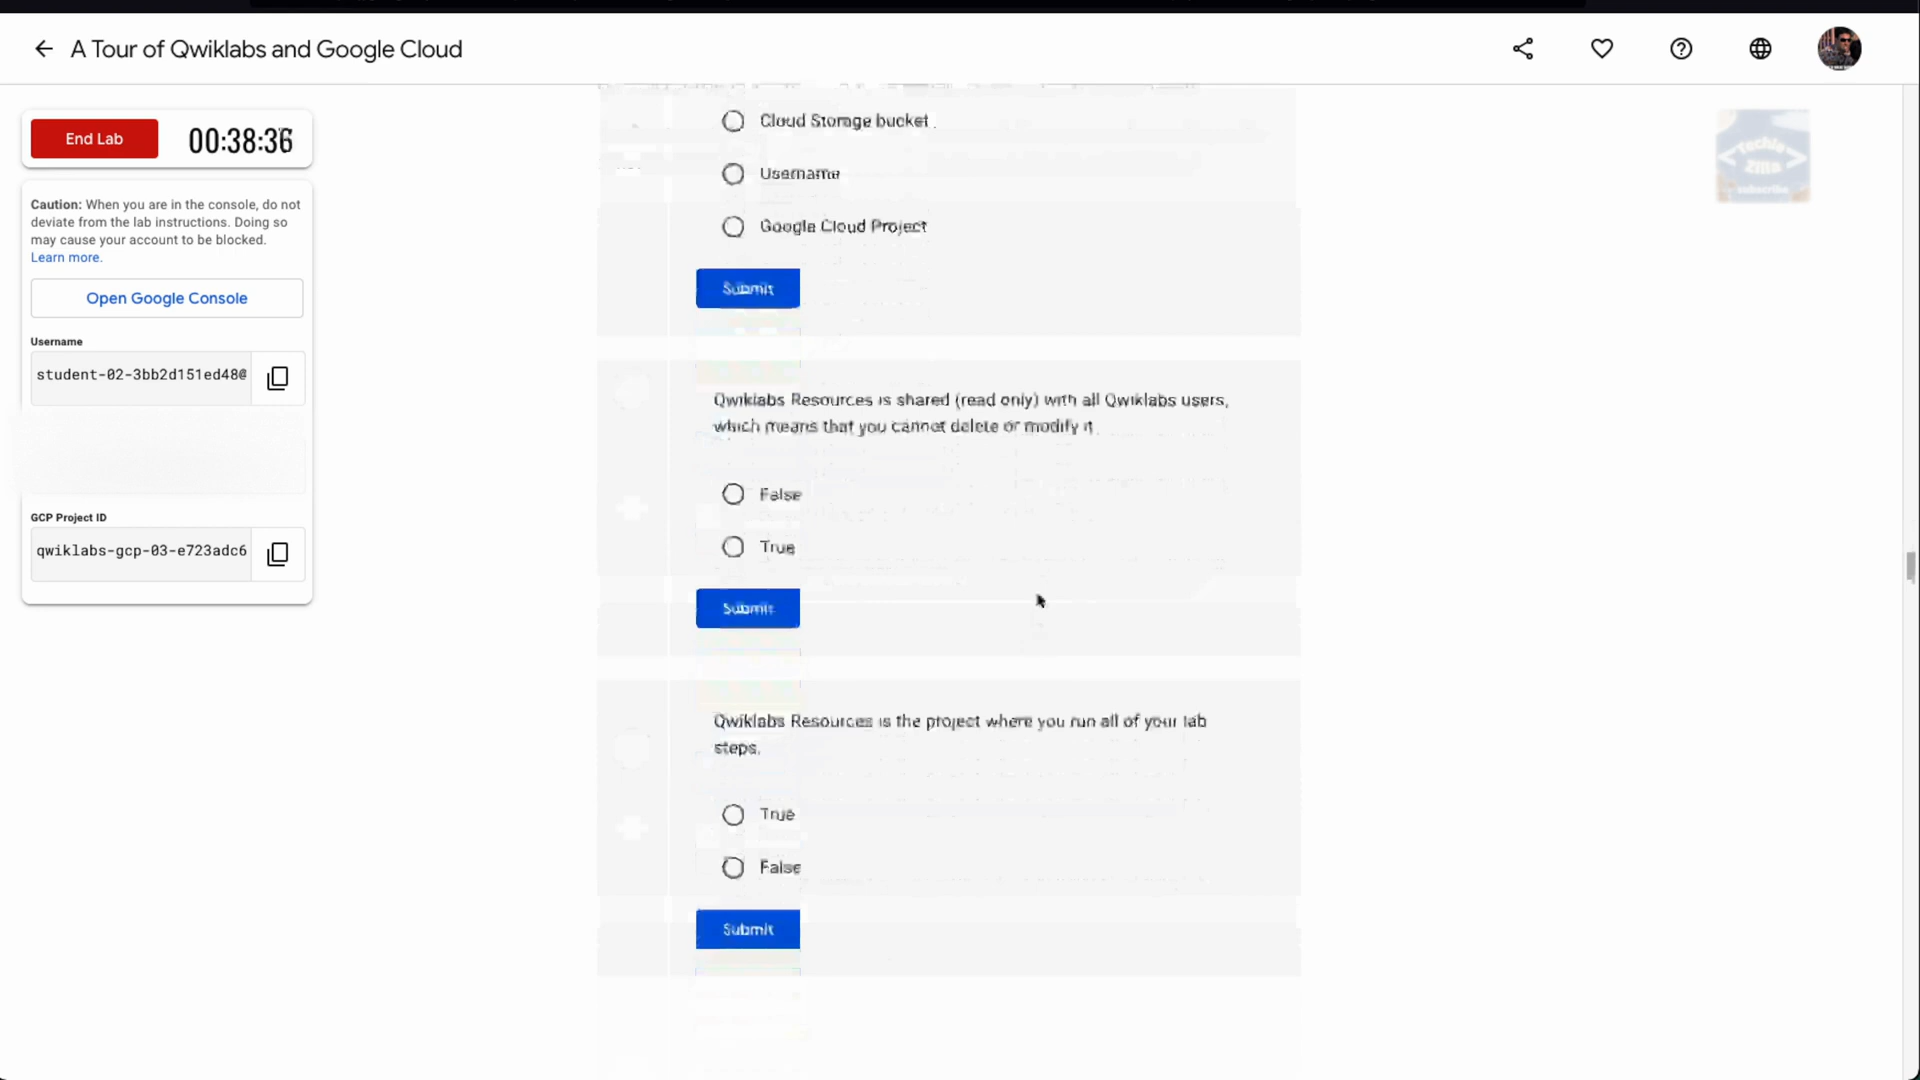 A Tour of Qwiklabs and Google Cloud
End Lab
00:38:36
Caution: When you are in the console, do not
deviate from the lab instructions. Doing so
may cause your account to be blocked.
Learn more.
Open Google Console
Username
student-02-3bb2d151ed48@
GCP Project ID
qwiklabs-gcp-03-e723adc6
Cloud Storage bucket
Username
Google Cloud Project
Submit
Qwiklabs Resources is shared (read only) with all Qwiklabs users,
which means that you cannot delete or modify it
False
True
Submit
Qwiklabs Resources is the project where you run all of your lab
steps.
True
False
Submit
<Techie
Zilla>
subscribe